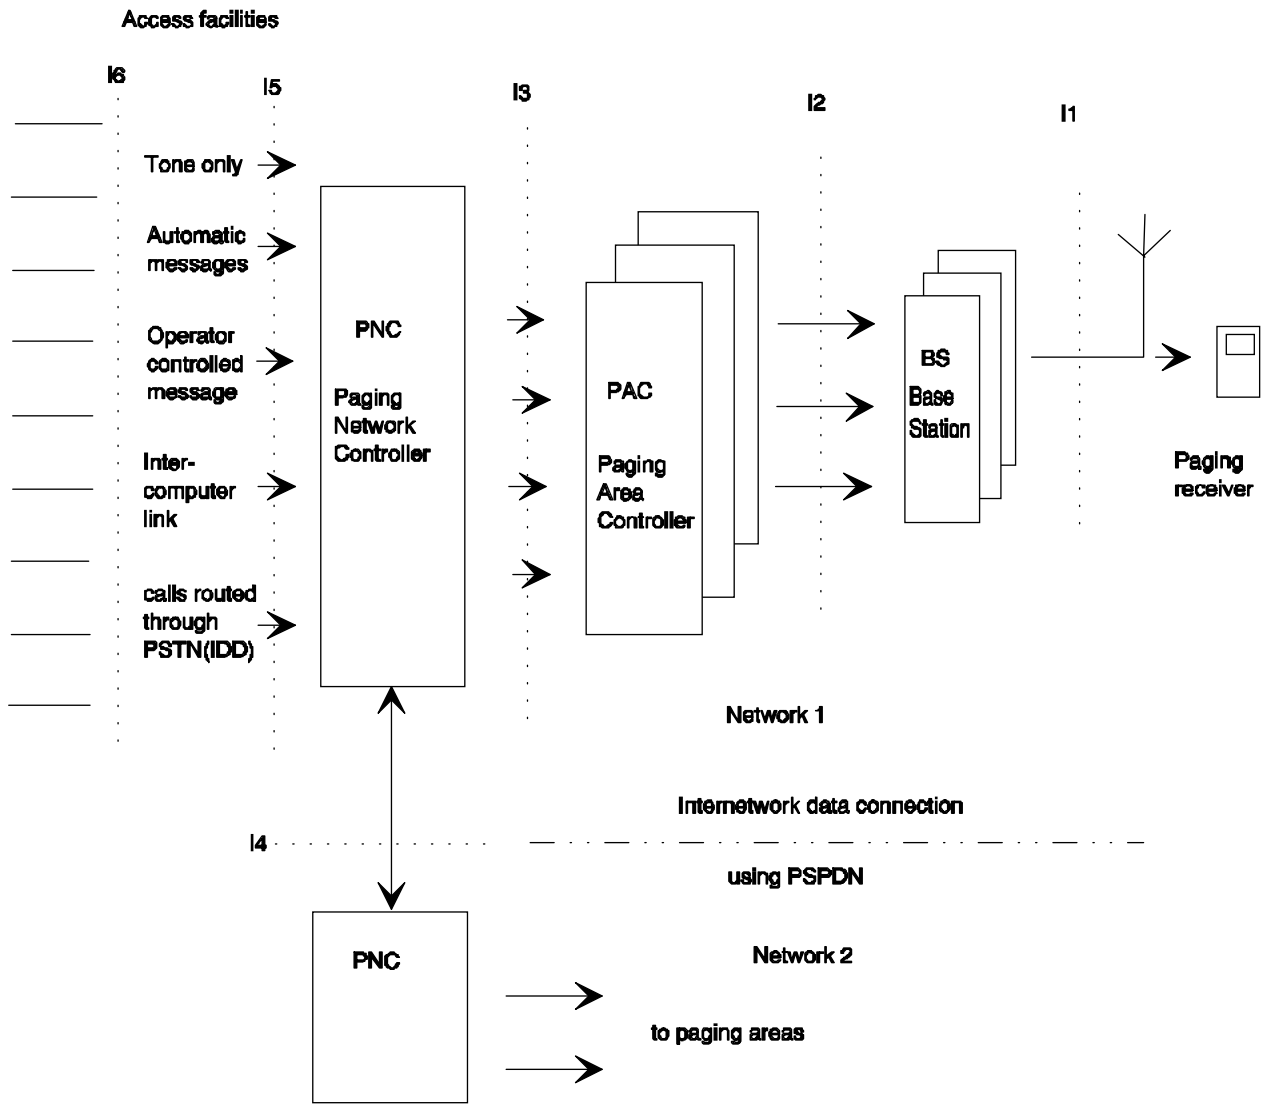 Access facilities
I6
I5
I3
I2
I1
Tone only
Automatic
messages
Operator
controlled
message
Inter-
computer
link
calls routed
through
PSTN(IDD)
PNC
Paging
Network
Controller
PAC
Paging
Area
Controller
BS
Base
Station
Paging
receiver
Network 1
Internetwork data connection
I4
using PSPDN
PNC
Network 2
to paging areas